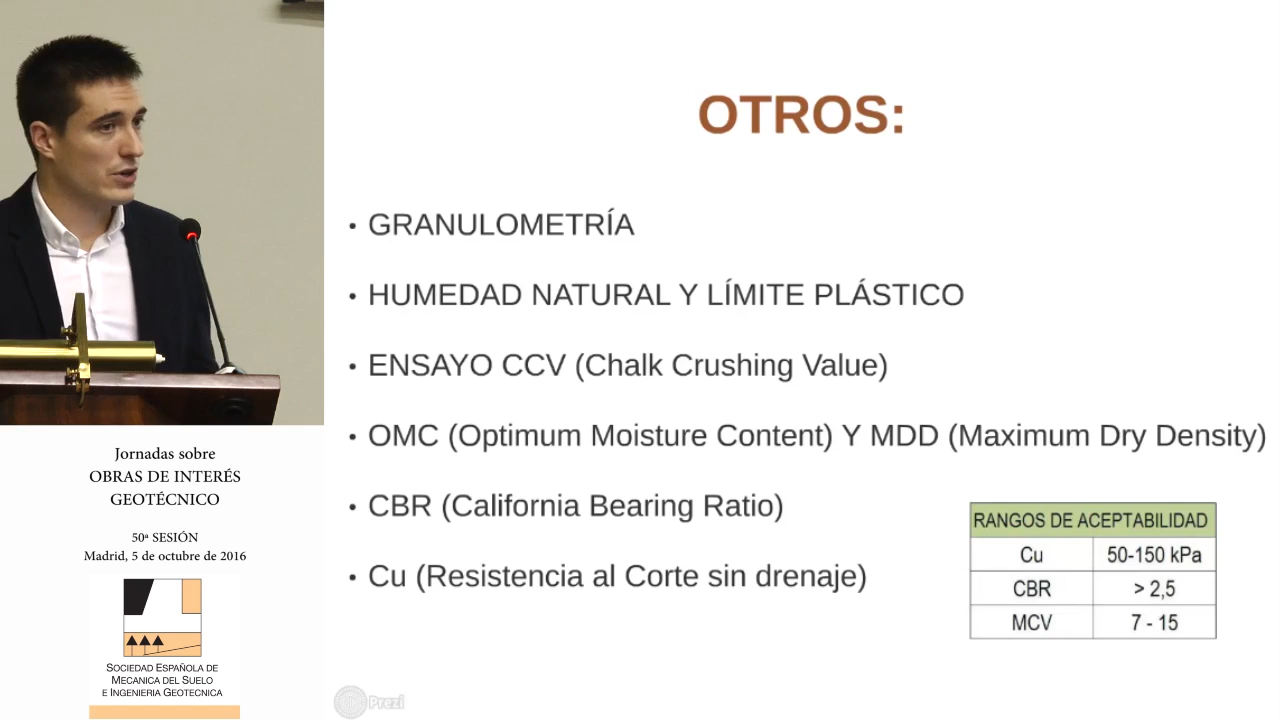 OTROS:
• GRANULOMETRÍA
• HUMEDAD NATURAL Y LÍMITE PLÁSTICO
• ENSAYO CCV (Chalk Crushing Value)
• OMC (Optimum Moisture Content) Y MDD (Maximum Dry Density)
• CBR (California Bearing Ratio)
• Cu (Resistencia al Corte sin drenaje)
RANGOS DE ACEPTABILIDAD
Cu 50-150 kPa
CBR > 2,5
MCV 7 - 15
Jornadas sobre
OBRAS DE INTERÉS
GEOTÉCNICO
50ª SESIÓN
Madrid, 5 de octubre de 2016
SOCIEDAD ESPAÑOLA DE
MECANICA DEL SUELO
E INGENIERIA GEOTECNICA
Prezi